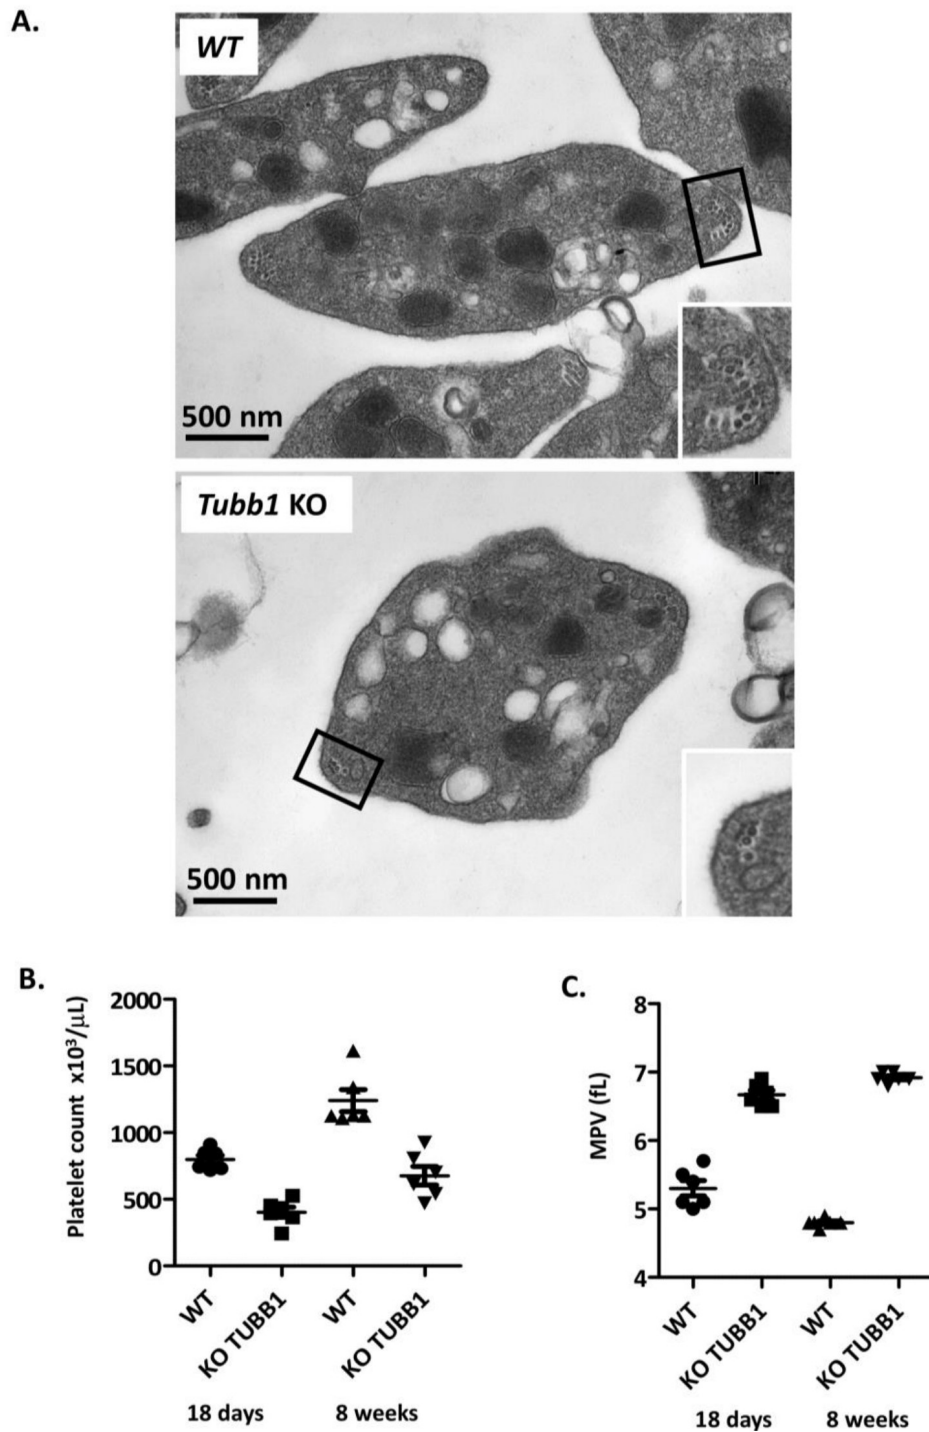 A.
WT
500 nm
Tubb1 KO
500 nm
B.
Platelet count x10³/μL)
2000
1500
1000
500
0
WT
KO TUBB1
WT
KO TUBB1
18 days
8 weeks
C.
MPV (fL)
8
7
6
5
4
WT
KO TUBB1
WT
KO TUBB1
18 days
8 weeks